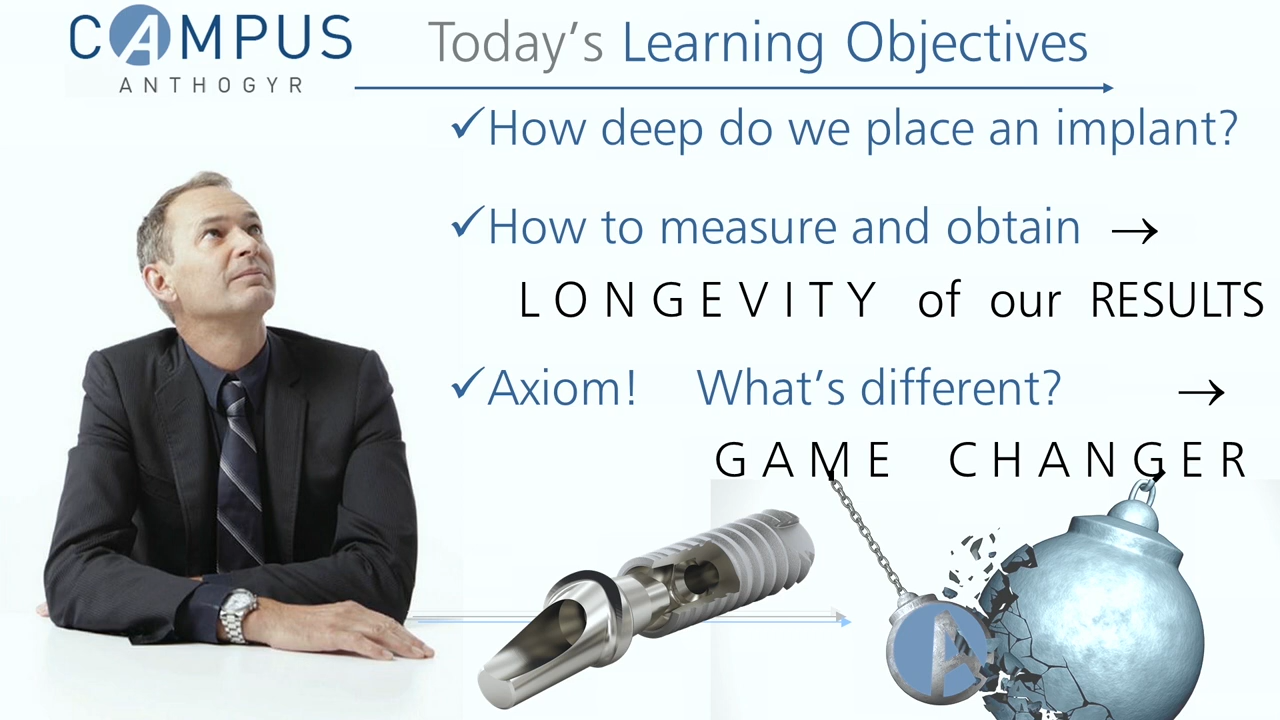 CAMPUS
ANTHOGYR
Today's Learning Objectives
✓How deep do we place an implant?
✓How to measure and obtain →
LONGEVITY of our RESULTS
✓Axiom! What's different? →
GAME CHANGER
A